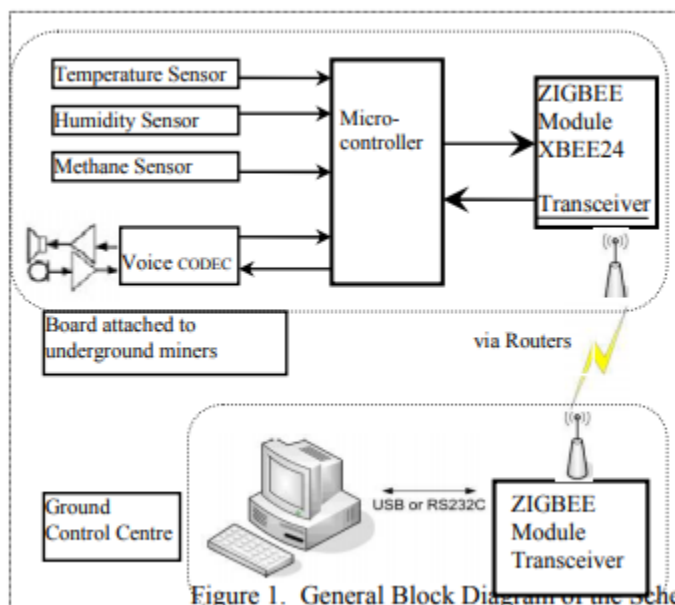 Temperature Sensor
Humidity Sensor
Methane Sensor
Voice CODEC
Micro-
controller
ZIGBEE
Module
XBEE24
Transceiver
Board attached to
underground miners
via Routers
Ground
Control Centre
USB or RS232C
ZIGBEE
Module
Transceiver
Figure 1. General Block Diagram of the